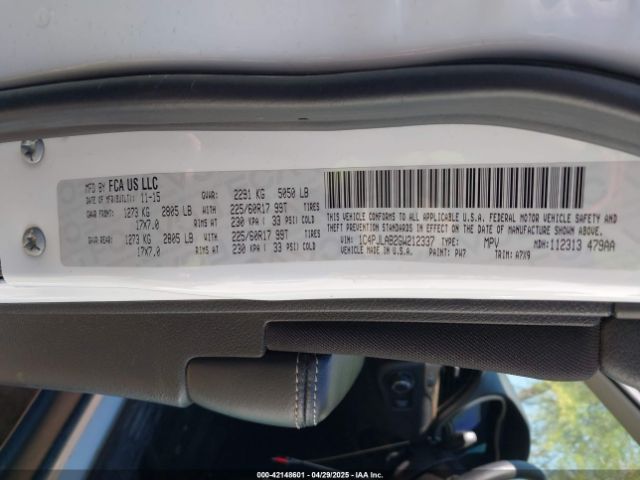 MFD BY FCA US LLC
DATE OF MFR(BUILT): 11-15 GVWR: 2291 KG 5050 LB
GAWR FRONT: 1273 KG 2805 LB WITH 225/60R17 99T TIRES
17X7.0 RIMS AT 230 KPA ( 33 PSI) COLD
GAWR REAR: 1273 KG 2805 LB WITH 225/60R17 99T TIRES
17X7.0 RIMS AT 230 KPA ( 33 PSI) COLD
THIS VEHICLE CONFORMS TO ALL APPLICABLE U.S.A. FEDERAL MOTOR VEHICLE SAFETY AND
THEFT PREVENTION STANDARDS IN EFFECT ON THE DATE OF MANUFACTURE SHOWN ABOVE.
VIN: 1C4PJLAB2GW212337 TYPE: MPV MDH: 112313 479AA
VEHICLE MADE IN U.S.A. PAINT: PW7 TRIM: A7X9
000-42148601 - 04/29/2025 - IAAI.COM